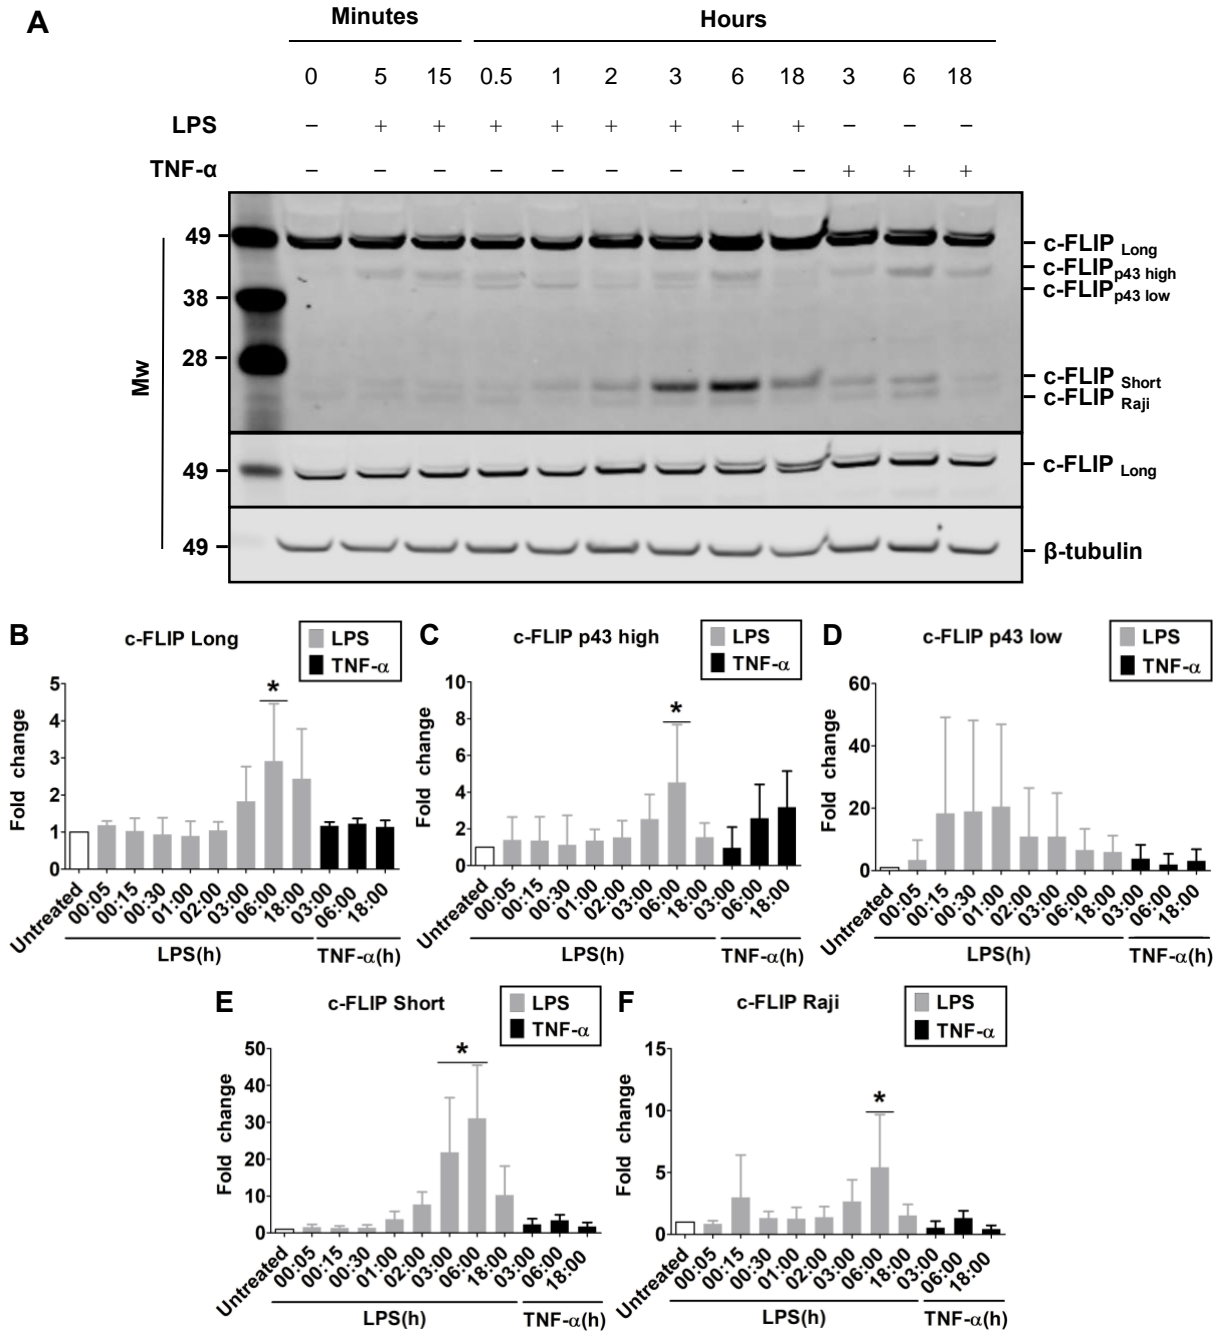 A
Minutes Hours
0 5 15 0.5 1 2 3 6 18 3 6 18
LPS − + + + + + + + + − − −
TNF-α − − − − − − − − − + + +
49
c-FLIP Long
c-FLIP p43 high
38
c-FLIP p43 low
28
c-FLIP Short
c-FLIP Raji
Mw
49
c-FLIP Long
49
β-tubulin
B
c-FLIP Long
LPS
TNF-α
*
5
4
3
2
1
0
Fold change
Untreated 00:05 00:15 00:30 01:00 02:00 03:00 06:00 18:00 03:00 06:00 18:00
LPS(h) TNF-α(h)
C
c-FLIP p43 high
LPS
TNF-α
*
10
8
6
4
2
0
Fold change
Untreated 00:05 00:15 00:30 01:00 02:00 03:00 06:00 18:00 03:00 06:00 18:00
LPS(h) TNF-α(h)
D
c-FLIP p43 low
LPS
TNF-α
60
40
20
0
Fold change
Untreated 00:05 00:15 00:30 01:00 02:00 03:00 06:00 18:00 03:00 06:00 18:00
LPS(h) TNF-α(h)
E
c-FLIP Short
LPS
TNF-α
*
50
40
30
20
10
0
Fold change
Untreated 00:05 00:15 00:30 01:00 02:00 03:00 06:00 18:00 03:00 06:00 18:00
LPS(h) TNF-α(h)
F
c-FLIP Raji
LPS
TNF-α
*
15
10
5
0
Fold change
Untreated 00:05 00:15 00:30 01:00 02:00 03:00 06:00 18:00 03:00 06:00 18:00
LPS(h) TNF-α(h)